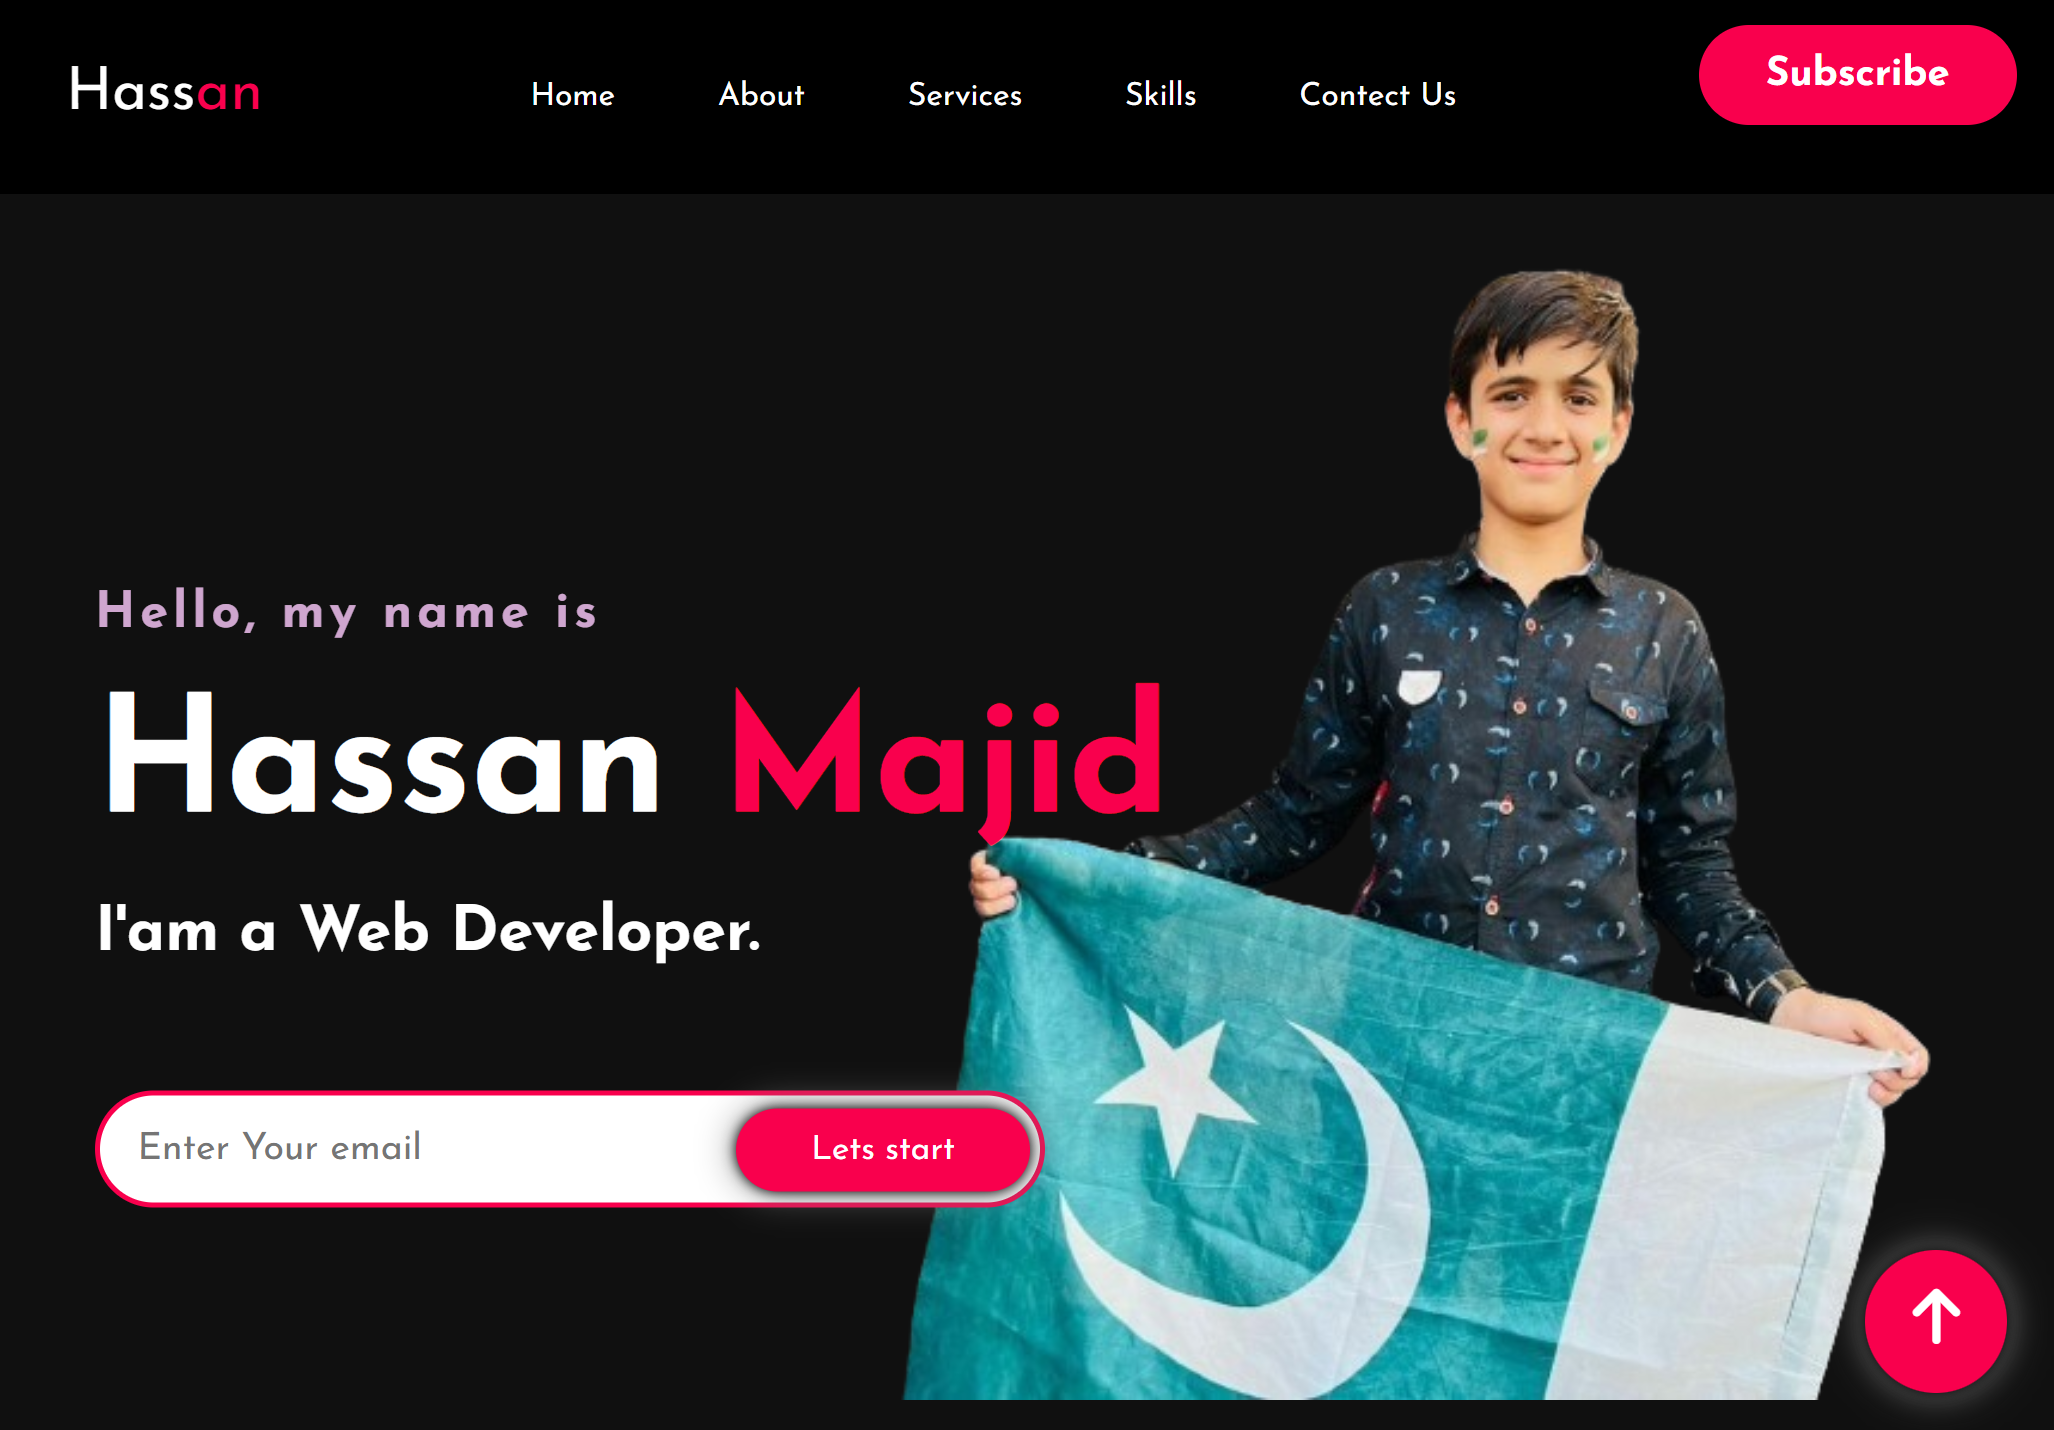 Hassan
Home About Services Skills Contect Us
Subscribe
Hello, my name is
Hassan Majid
I'am a Web Developer.
Enter Your email
Lets start